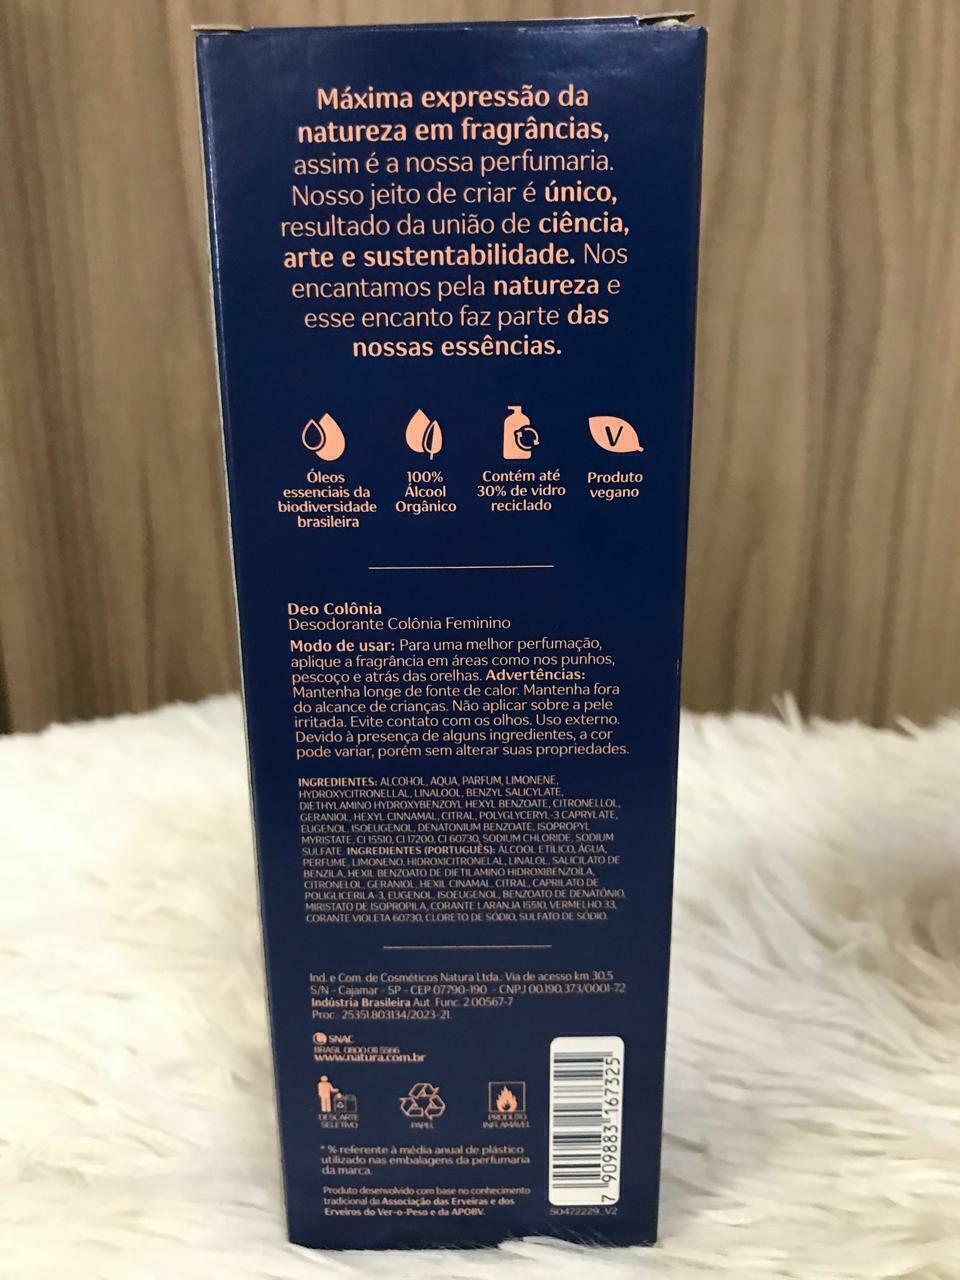 Máxima expressão da
natureza em fragrâncias,
assim é a nossa perfumaria.
Nosso jeito de criar é único,
resultado da união de ciência,
arte e sustentabilidade. Nos
encantamos pela natureza e
esse encanto faz parte das
nossas essências.
Óleos
essenciais da
biodiversidade
brasileira
100%
Álcool
Orgânico
Contém até
30% de vidro
reciclado
V
Produto
vegano
Deo Colônia
Desodorante Colônia Feminino
Modo de usar: Para uma melhor perfumação,
aplique a fragrância em áreas como nos punhos,
pescoço e atrás das orelhas. Advertências:
Mantenha longe de fonte de calor. Mantenha fora
do alcance de crianças. Não aplicar sobre a pele
irritada. Evite contato com os olhos. Uso externo.
Devido à presença de alguns ingredientes, a cor
pode variar, porém sem alterar suas propriedades.
INGREDIENTES: ALCOHOL, AQUA, PARFUM, LIMONENE,
HYDROXYCITRONELLAL, LINALOOL, BENZYL SALICYLATE,
DIETHYLAMINO HYDROXYBENZOYL HEXYL BENZOATE, CITRONELLOL,
GERANIOL, HEXYL CINNAMAL, CITRAL, POLYGLYCERYL-3 CAPRYLATE,
EUGENOL, ISOEUGENOL, DENATONIUM BENZOATE, ISOPROPYL
MYRISTATE, CI 15510, CI 17200, CI 60730, SODIUM CHLORIDE, SODIUM
SULFATE. INGREDIENTES (PORTUGUÊS): ÁLCOOL ETÍLICO, ÁGUA,
PERFUME, LIMONENO, HIDROXICITRONELAL, LINALOL, SALICILATO DE
BENZILA, HEXIL BENZOATO DE DIETILAMINO HIDROXIBENZOÍLA,
CITRONELOL, GERANIOL, HEXIL CINAMAL, CITRAL, CAPRILATO DE
POLIGLICERILA-3, EUGENOL, ISOEUGENOL, BENZOATO DE DENATÔNIO,
MIRISTATO DE ISOPROPILA, CORANTE LARANJA 15510, VERMELHO 33,
CORANTE VIOLETA 60730, CLORETO DE SÓDIO, SULFATO DE SÓDIO.
Ind. e Com. de Cosméticos Natura Ltda.: Via de acesso km 30,5
S/N - Cajamar - SP - CEP 07790-190 - CNPJ 00.190.373/0001-72
Indústria Brasileira Aut. Func. 2.00567-7
Proc. 25351.803134/2023-21.
SNAC
BRASIL 0800 011 5566
www.natura.com.br
DESCARTE
SELETIVO
PAPEL
PRODUTO
INFLAMÁVEL
* % referente à média anual de plástico
utilizado nas embalagens da perfumaria
da marca.
Produto desenvolvido com base no conhecimento
tradicional da Associação das Erveiras e dos
Erveiros do Ver-o-Peso e da APOBV.
7 909883 167325
50472229_V2